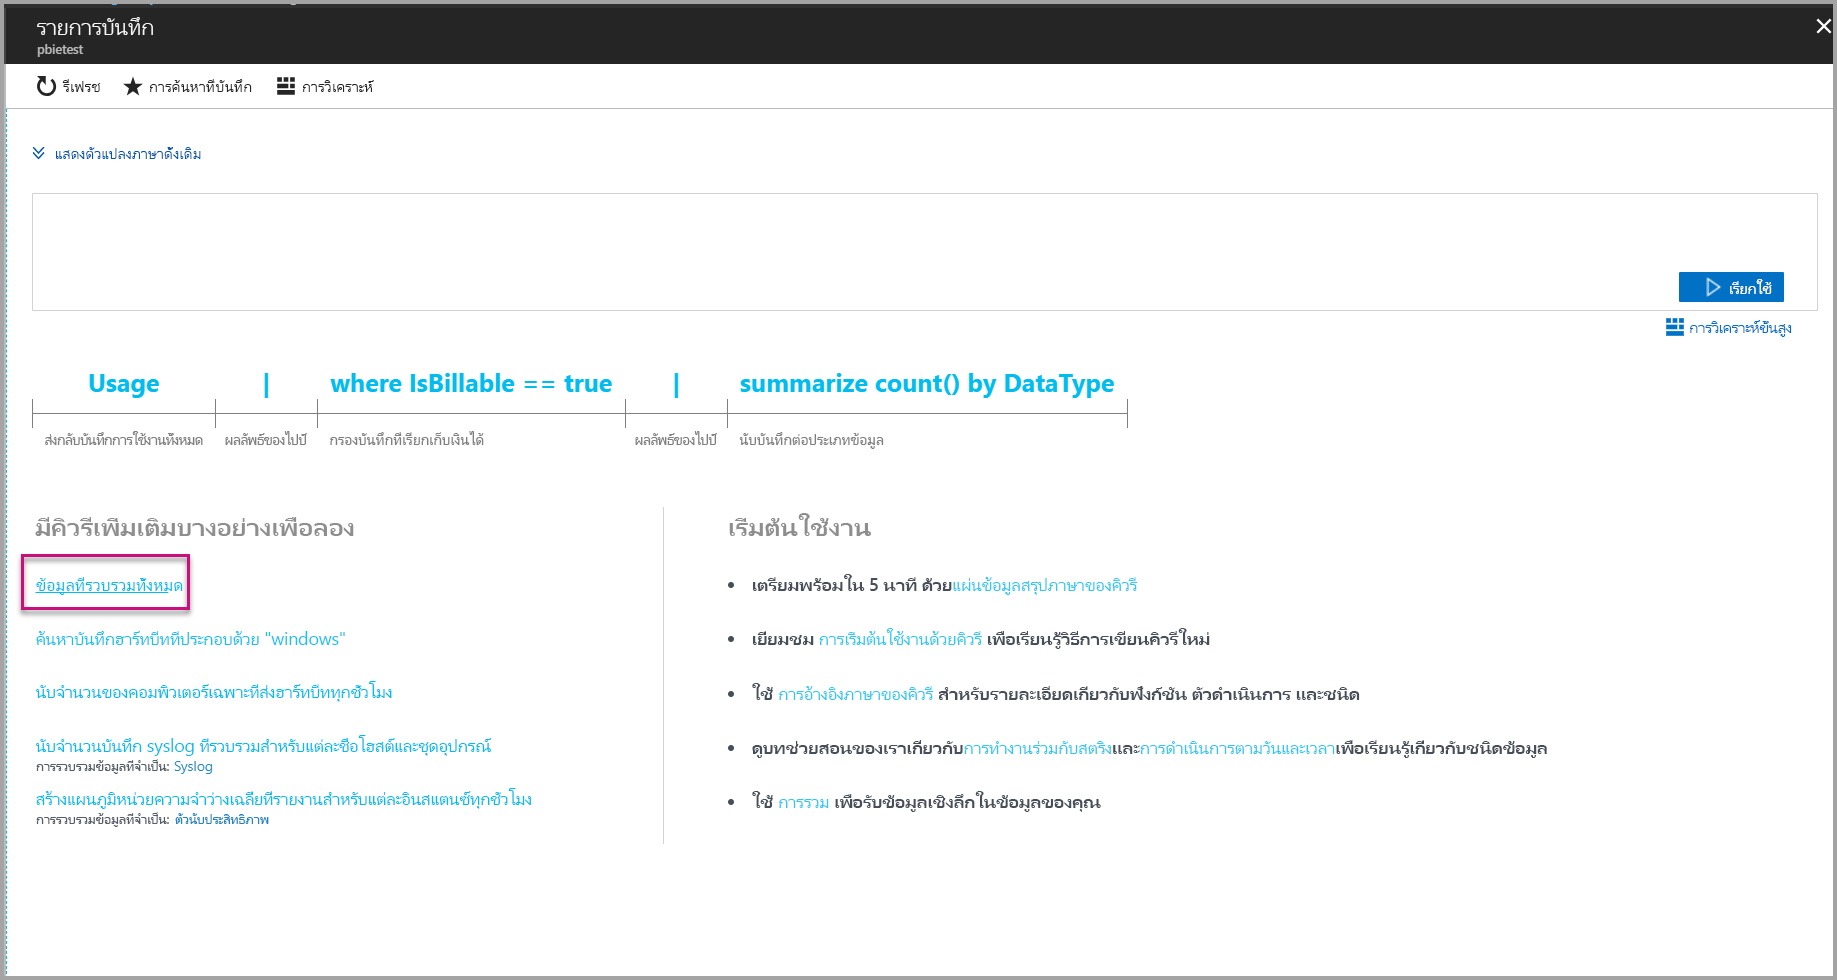 รายการบันทึก
pbietest
รีเฟรช การค้นหาที่บันทึก การวิเคราะห์
แสดงตัวแปลงภาษาดั้งเดิม
เรียกใช้
การวิเคราะห์ขั้นสูง
Usage | where IsBillable == true | summarize count() by DataType
ส่งกลับบันทึกการใช้งานทั้งหมด ผลลัพธ์ของไปป์ กรองบันทึกที่เรียกเก็บเงินได้ ผลลัพธ์ของไปป์ นับบันทึกต่อประเภทข้อมูล
มีคิวรีเพิ่มเติมบางอย่างเพื่อลอง
ข้อมูลที่รวบรวมทั้งหมด
ค้นหาบันทึกฮาร์ทบีทที่ประกอบด้วย "windows"
นับจำนวนของคอมพิวเตอร์เฉพาะที่ส่งฮาร์ทบีททุกชั่วโมง
นับจำนวนบันทึก syslog ที่รวบรวมสำหรับแต่ละชื่อโฮสต์และชุดอุปกรณ์
การรวบรวมข้อมูลที่จำเป็น: Syslog
สร้างแผนภูมิหน่วยความจำว่างเฉลี่ยที่รายงานสำหรับแต่ละอินสแตนซ์ทุกชั่วโมง
การรวบรวมข้อมูลที่จำเป็น: ตัวนับประสิทธิภาพ
เริ่มต้นใช้งาน
• เตรียมพร้อมใน 5 นาที ด้วยแผ่นข้อมูลสรุปภาษาของคิวรี
• เยี่ยมชม การเริ่มต้นใช้งานด้วยคิวรี เพื่อเรียนรู้วิธีการเขียนคิวรีใหม่
• ใช้ การอ้างอิงภาษาของคิวรี สำหรับรายละเอียดเกี่ยวกับฟังก์ชัน ตัวดำเนินการ และชนิด
• ดูบทช่วยสอนของเราเกี่ยวกับการทำงานร่วมกับสตริงและการดำเนินการตามวันและเวลาเพื่อเรียนรู้เกี่ยวกับชนิดข้อมูล
• ใช้ การรวม เพื่อรับข้อมูลเชิงลึกในข้อมูลของคุณ